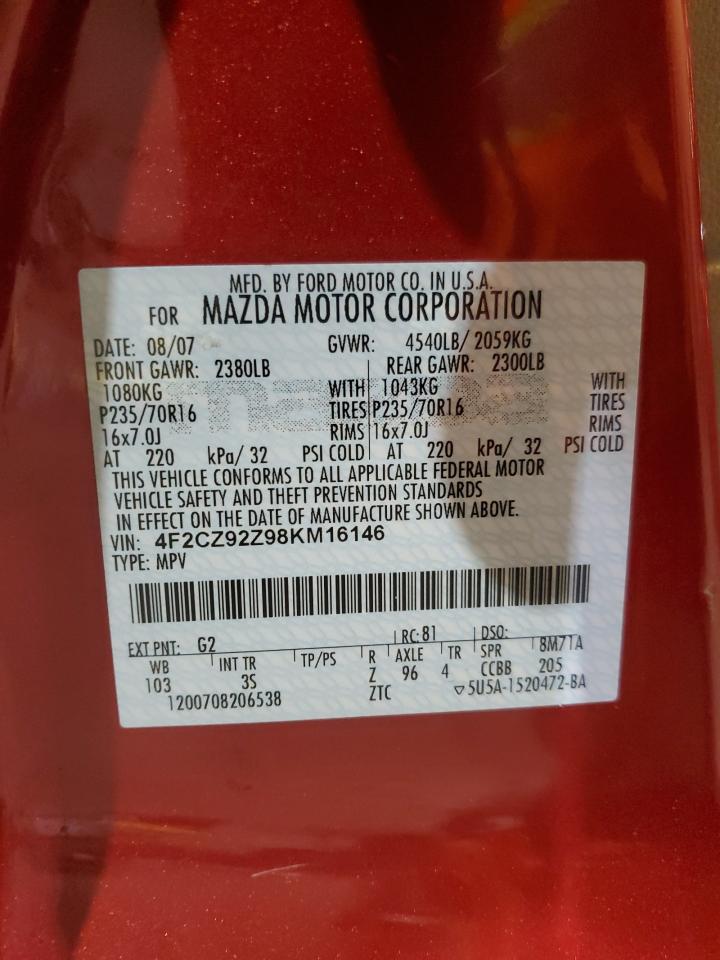 MFD. BY FORD MOTOR CO. IN U.S.A.
FOR MAZDA MOTOR CORPORATION
DATE: 08/07 GVWR: 4540LB/ 2059KG
FRONT GAWR: 2380LB REAR GAWR: 2300LB
1080KG WITH 1043KG WITH
P235/70R16 TIRES P235/70R16 TIRES
16x7.0J RIMS 16x7.0J RIMS
AT 220 kPa/ 32 PSI COLD AT 220 kPa/ 32 PSI COLD
THIS VEHICLE CONFORMS TO ALL APPLICABLE FEDERAL MOTOR
VEHICLE SAFETY AND THEFT PREVENTION STANDARDS
IN EFFECT ON THE DATE OF MANUFACTURE SHOWN ABOVE.
VIN: 4F2CZ92Z98KM16146
TYPE: MPV
EXT PNT: G2 RC: 81 DSO:
WB INT TR TP/PS R AXLE TR SPR 8M71A
103 3S Z 96 4 CCBB 205
1200708206538 ZTC ▽5U5A-1520472-BA